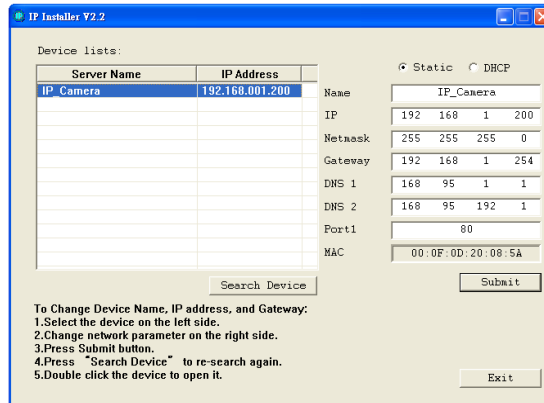 IP Installer V2.2
Device lists:
Server Name IP Address
IP_Camera 192.168.001.200
Search Device
Static DHCP
Name IP_Camera
IP 192 168 1 200
Netmask 255 255 255 0
Gateway 192 168 1 254
DNS 1 168 95 1 1
DNS 2 168 95 192 1
Port1 80
MAC 00:0F:0D:20:08:5A
Submit
To Change Device Name, IP address, and Gateway:
1.Select the device on the left side.
2.Change network parameter on the right side.
3.Press Submit button.
4.Press “Search Device” to re-search again.
5.Double click the device to open it.
Exit